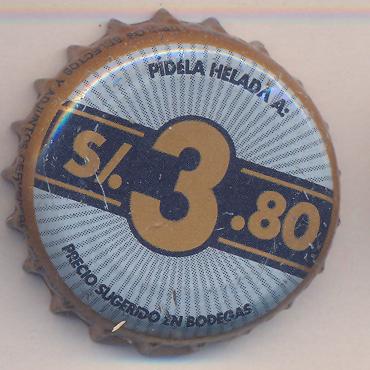 PÍDELA HELADA A:
S/. 3.80
PRECIO SUGERIDO EN BODEGAS